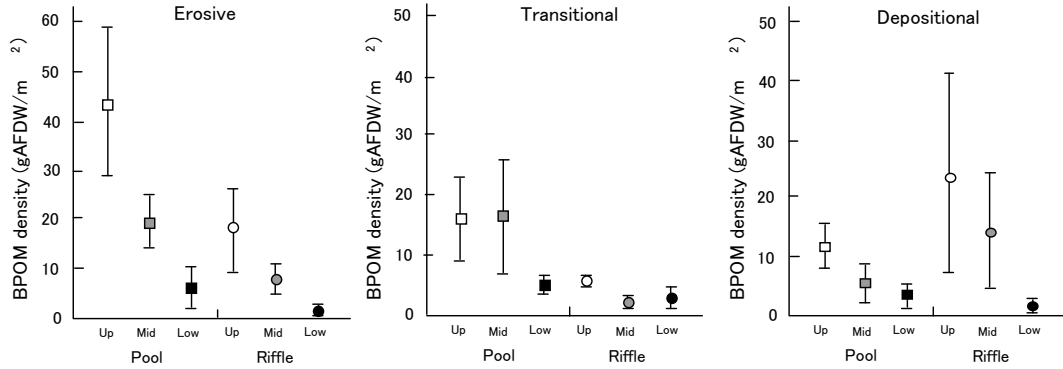 Erosive
BPOM density (gAFDW/m 2)
60
50
40
30
20
10
0
Up Mid Low Up Mid Low
Pool Riffle
Transitional
BPOM density (gAFDW/m 2)
50
40
30
20
10
0
Up Mid Low Up Mid Low
Pool Riffle
Depositional
BPOM density (gAFDW/m 2)
50
40
30
20
10
0
Up Mid Low Up Mid Low
Pool Riffle